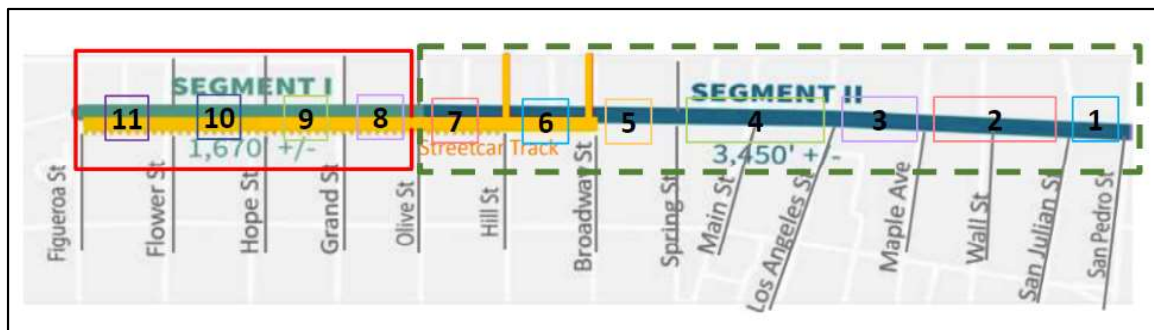 SEGMENT I
SEGMENT II
11 10 9 8 7 6 5 4 3 2 1
1,670 +/-
Streetcar Track
3,450' + -
Figueroa St
Flower St
Hope St
Grand St
Olive St
Hill St
Broadway St
Spring St
Main St
Los Angeles St
Maple Ave
Wall St
San Julian St
San Pedro St